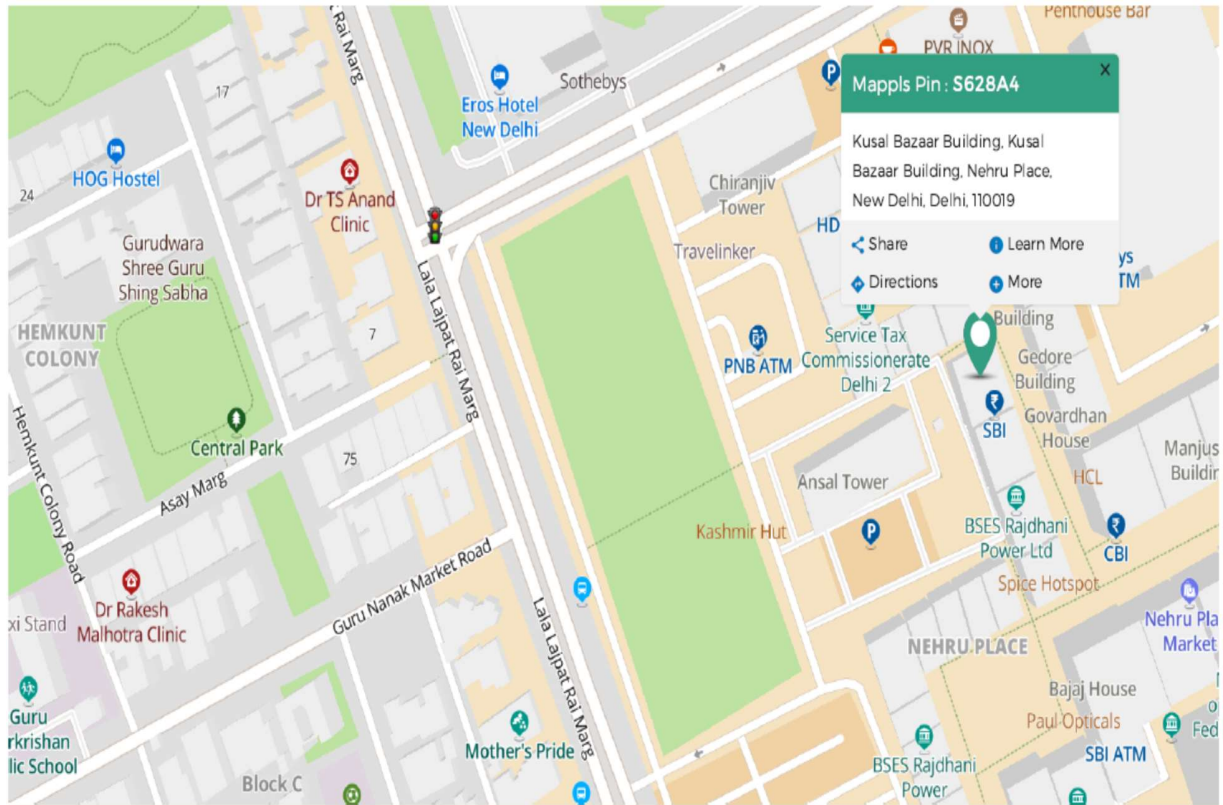 Penthouse Bar
PVR INOX
Lala Lajpat Rai Marg
Sothebys
Eros Hotel
New Delhi
17
HOG Hostel
24
Dr TS Anand
Clinic
Gurudwara
Shree Guru
Shing Sabha
Chiranjiv
Tower
Travelinker
P
HD
Mappls Pin : S628A4
X
Kusal Bazaar Building, Kusal
Bazaar Building, Nehru Place,
New Delhi, Delhi, 110019
Share
Learn More
Directions
More
ys
TM
HEMKUNT
COLONY
7
Lala Lajpat Rai Marg
PNB ATM
Service Tax
Commissionerate
Delhi 2
Building
Gedore
Building
SBI
Govardhan
House
Manjus
Buildin
HCL
Hemkunt Colony Road
Central Park
75
Asay Marg
Ansal Tower
Kashmir Hut
P
BSES Rajdhani
Power Ltd
CBI
Spice Hotspot
Guru Nanak Market Road
Dr Rakesh
Malhotra Clinic
xi Stand
Lala Lajpat Rai Marg
Nehru Pla
Market
NEHRU PLACE
Bajaj House
Paul Opticals
o
Fed
Guru
rkrishan
lic School
Mother's Pride
BSES Rajdhani
Power
SBI ATM
Block C